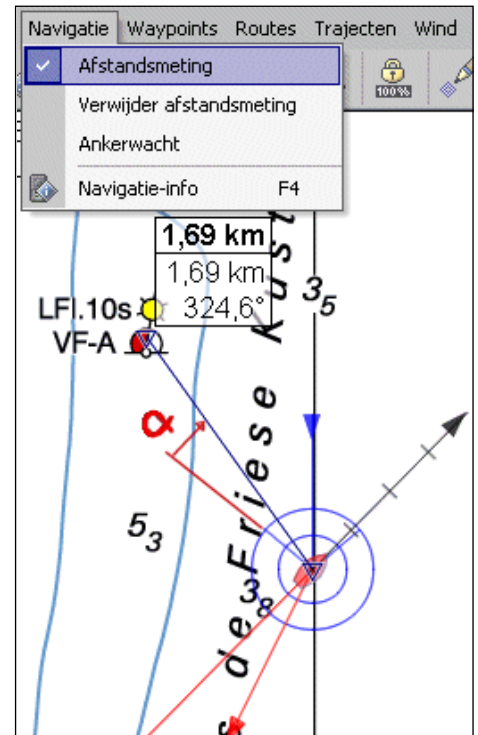 Navigatie Waypoints Routes Trajecten Wind
Afstandsmeting
Verwijder afstandsmeting
Ankerwacht
Navigatie-info F4
100%
1,69 km
1,69 km
324,6°
LFl.10s
VF-A
α
3₅
5₃
3₈
s de Friese Kust